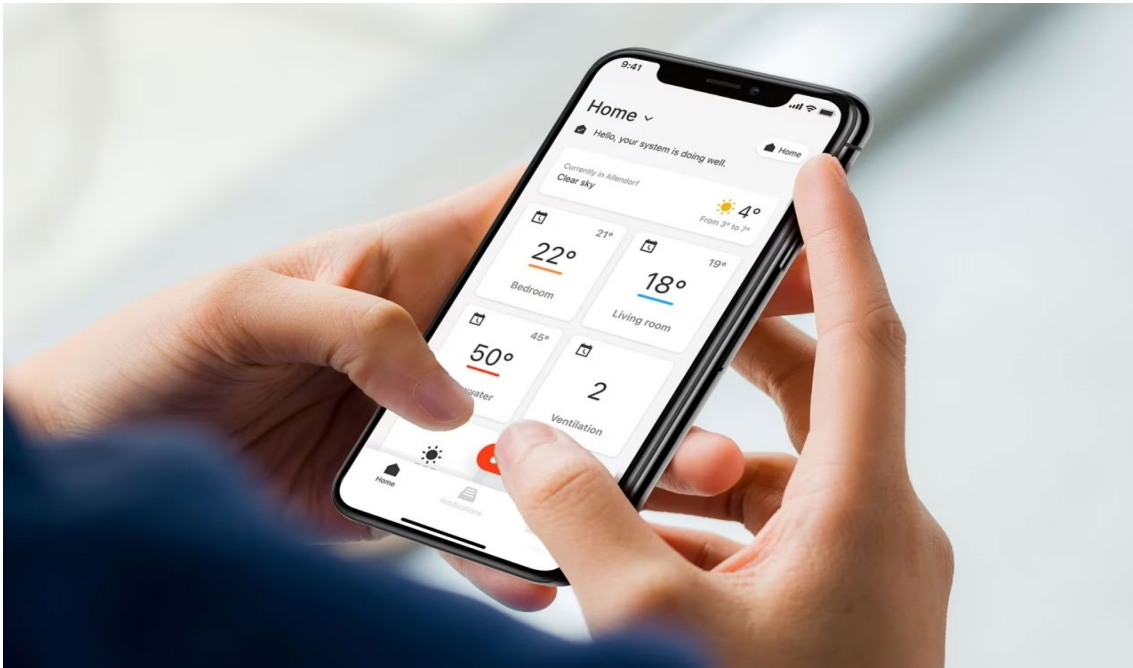 9:41
Home
Hello, your system is doing well.
Home
Currently in Allendorf
Clear sky
4°
From 3° to 7°
21°
22°
Bedroom
19°
18°
Living room
45°
50°
2
Ventilation
Home
Notifications